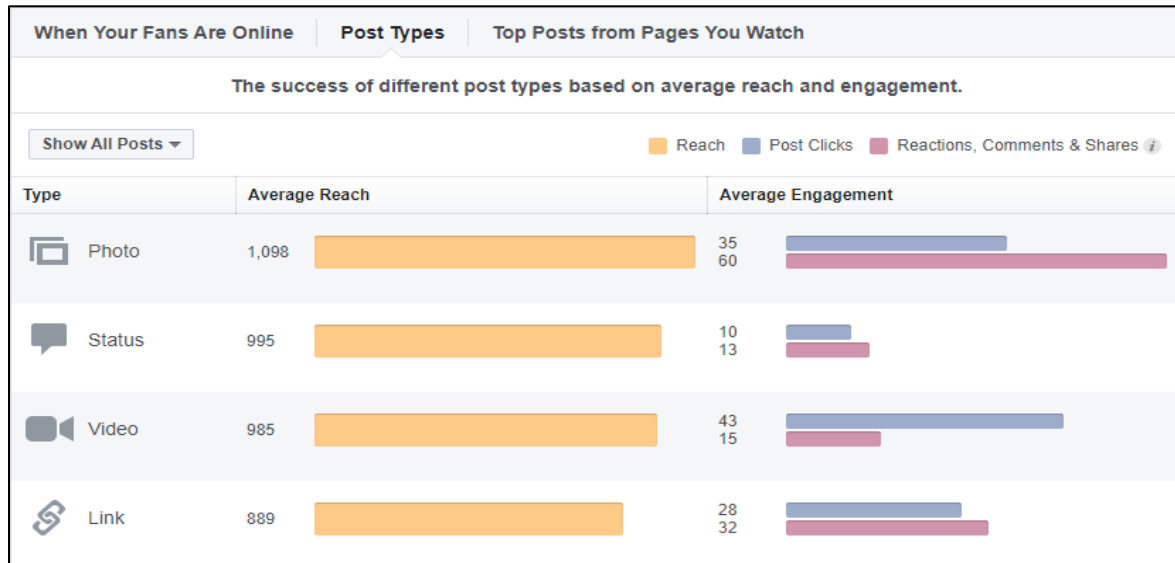 When Your Fans Are Online Post Types Top Posts from Pages You Watch
The success of different post types based on average reach and engagement.
Show All Posts Reach Post Clicks Reactions, Comments & Shares i
Type Average Reach Average Engagement
Photo 1,098 35
60
Status 995 10
13
Video 985 43
15
Link 889 28
32